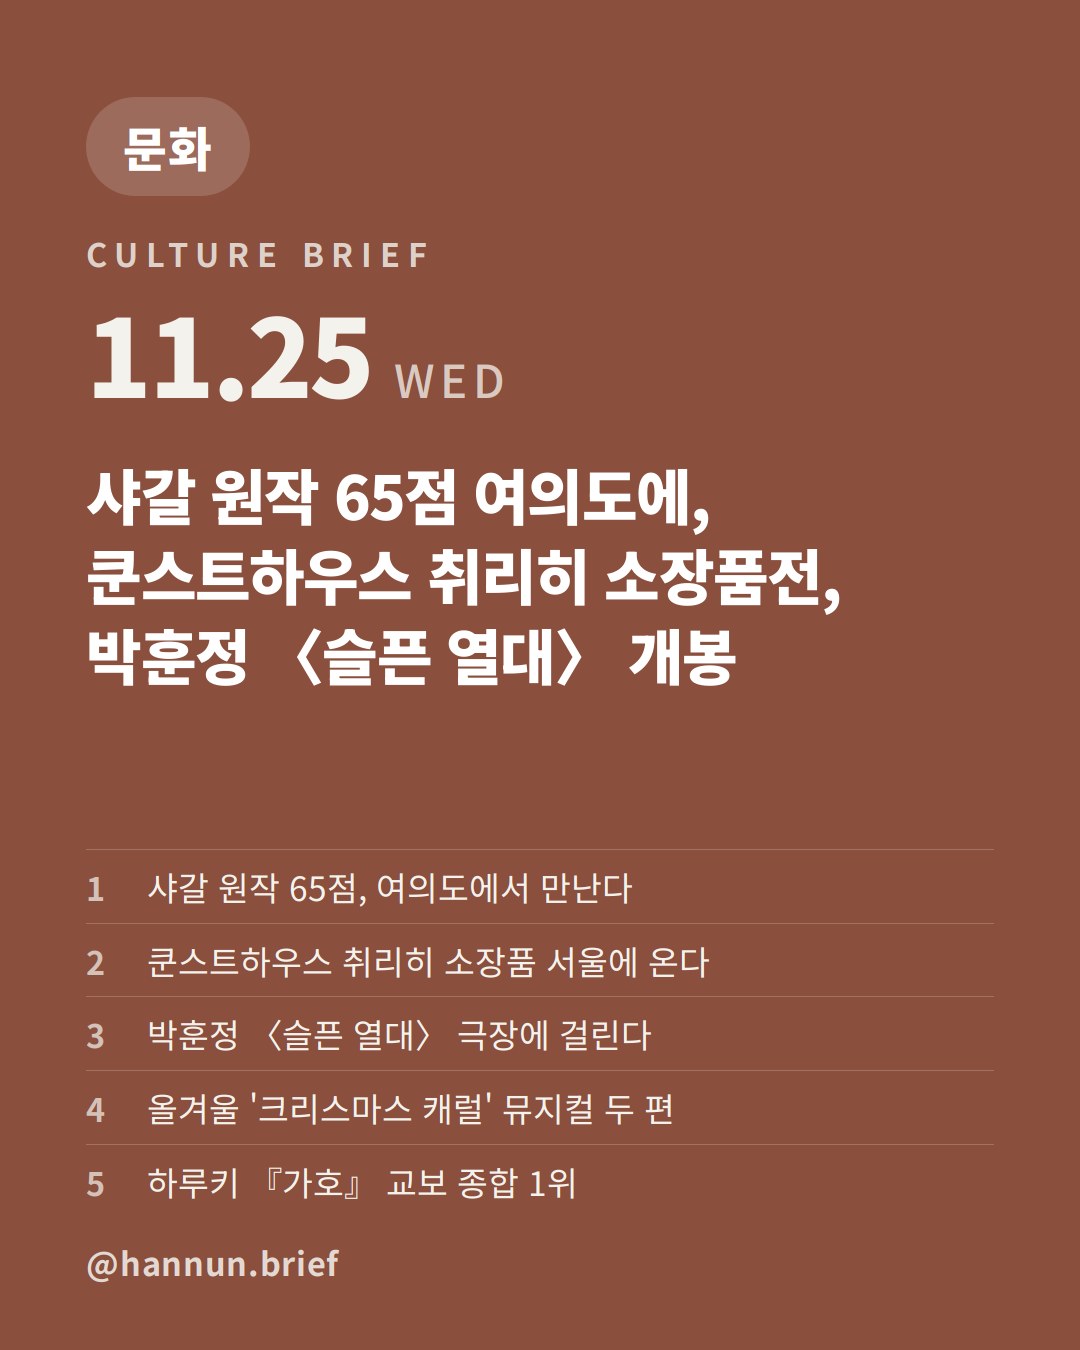 문화
CULTURE BRIEF
11.25 WED
샤갈 원작 65점 여의도에,
쿤스트하우스 취리히 소장품전,
박훈정 〈슬픈 열대〉 개봉
1 샤갈 원작 65점, 여의도에서 만난다
2 쿤스트하우스 취리히 소장품 서울에 온다
3 박훈정 〈슬픈 열대〉 극장에 걸린다
4 올겨울 '크리스마스 캐럴' 뮤지컬 두 편
5 하루키 『가호』 교보 종합 1위
@hannun.brief